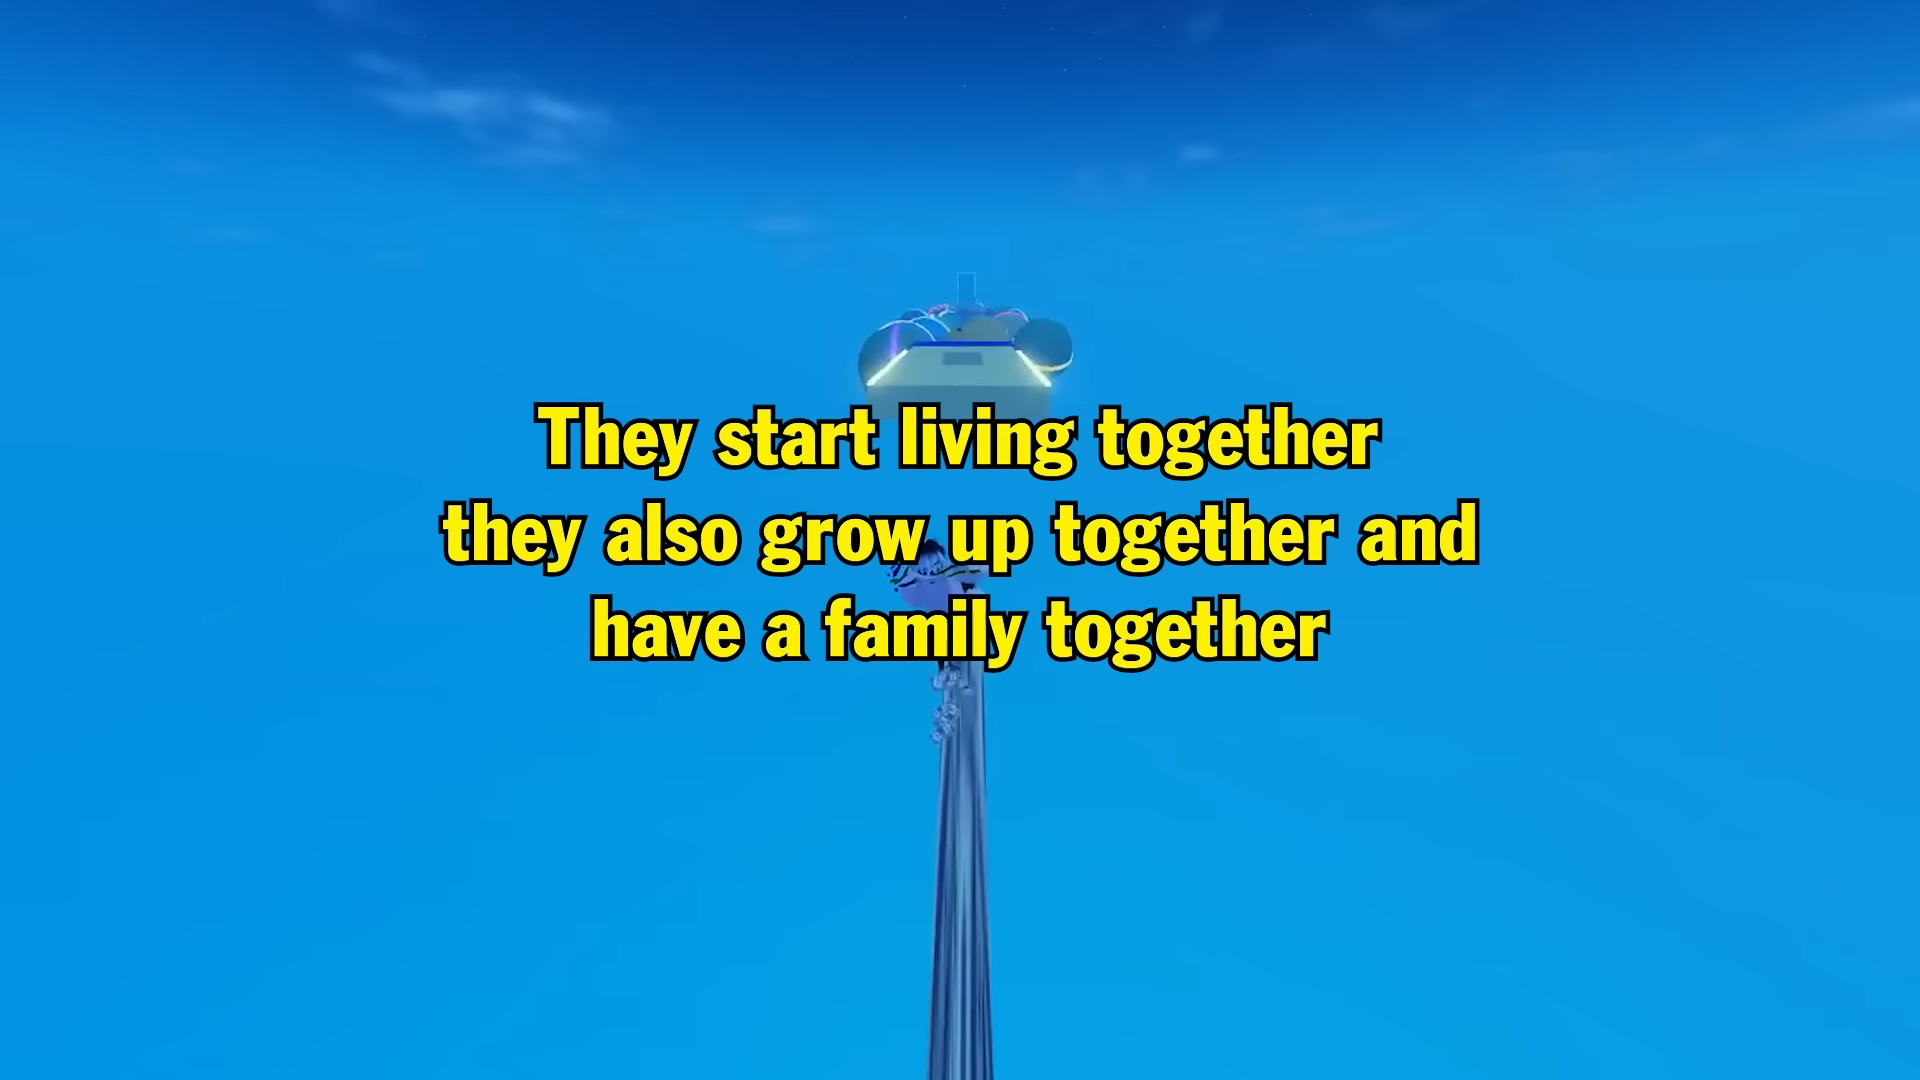 They start living together
they also grow up together and
have a family together